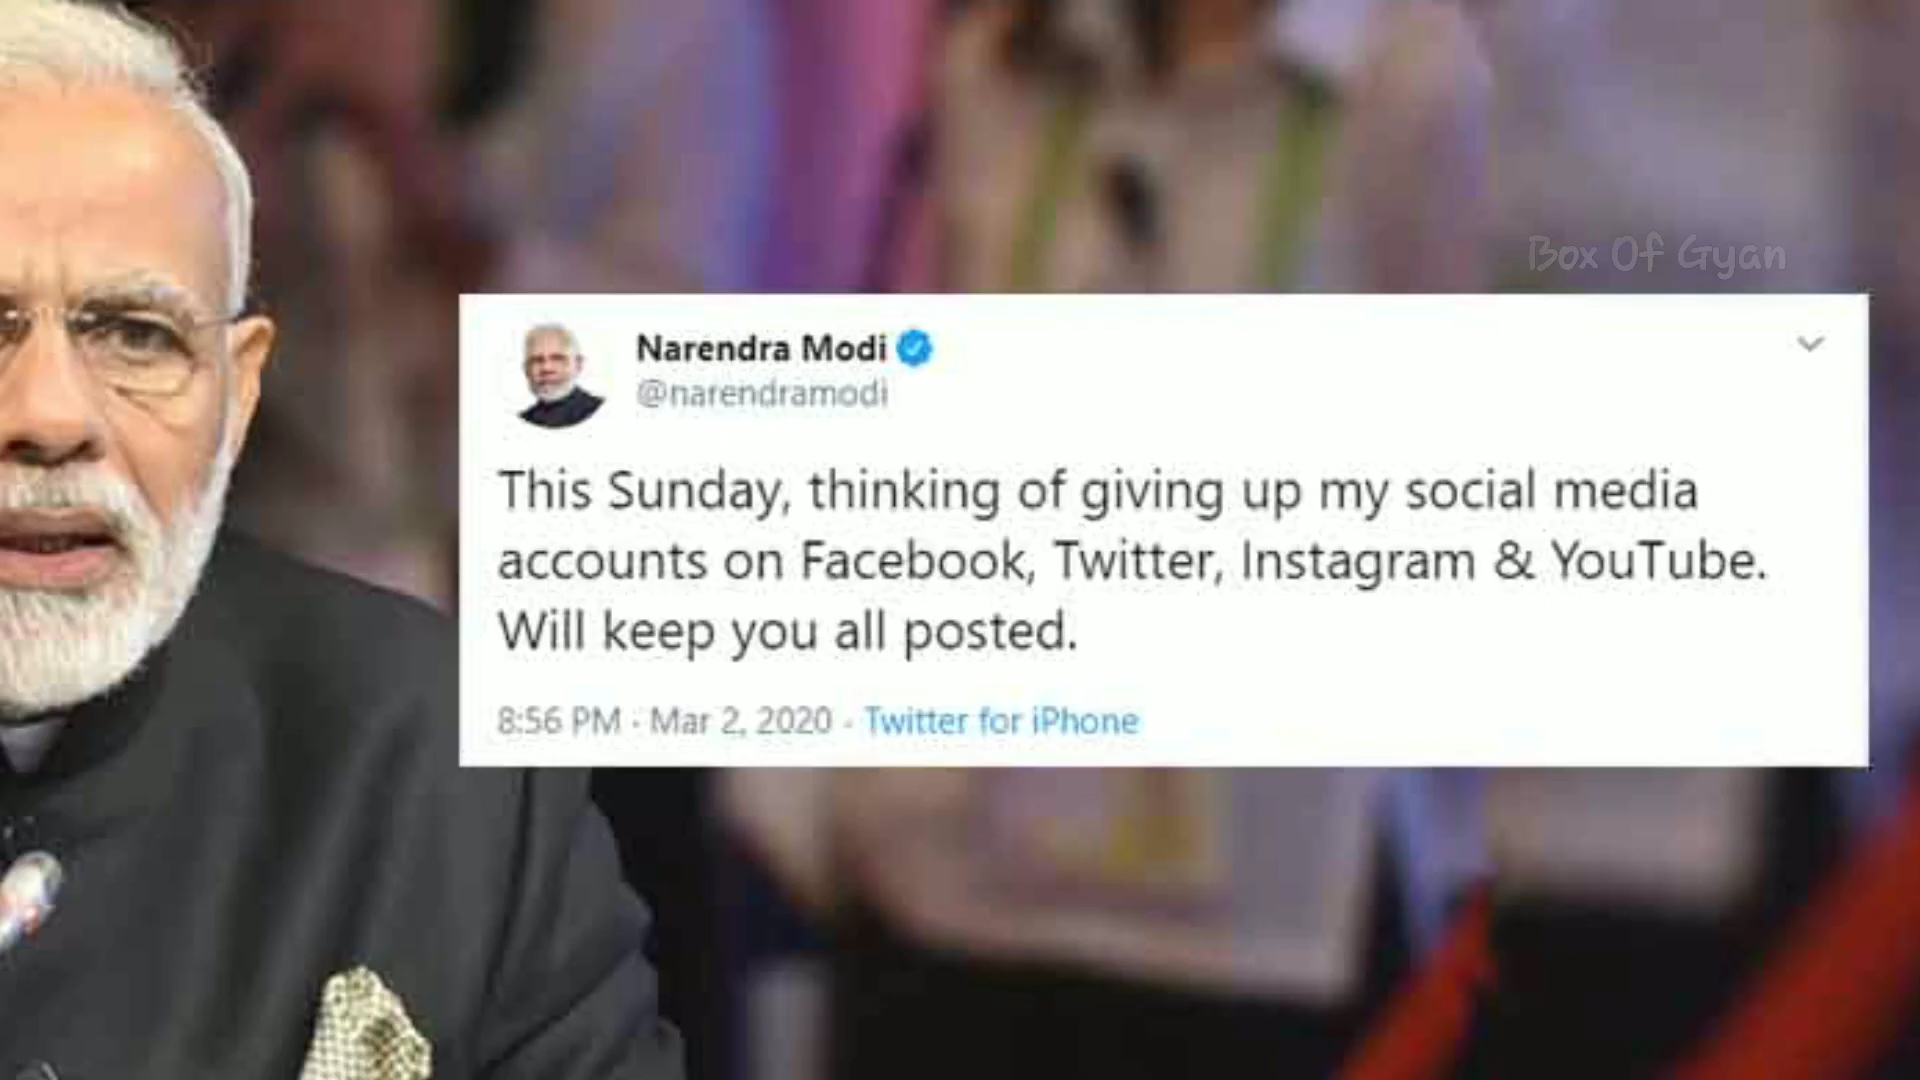 Box Of Gyan
Narendra Modi
@narendramodi
This Sunday, thinking of giving up my social media
accounts on Facebook, Twitter, Instagram & YouTube.
Will keep you all posted.
8:56 PM · Mar 2, 2020 · Twitter for iPhone